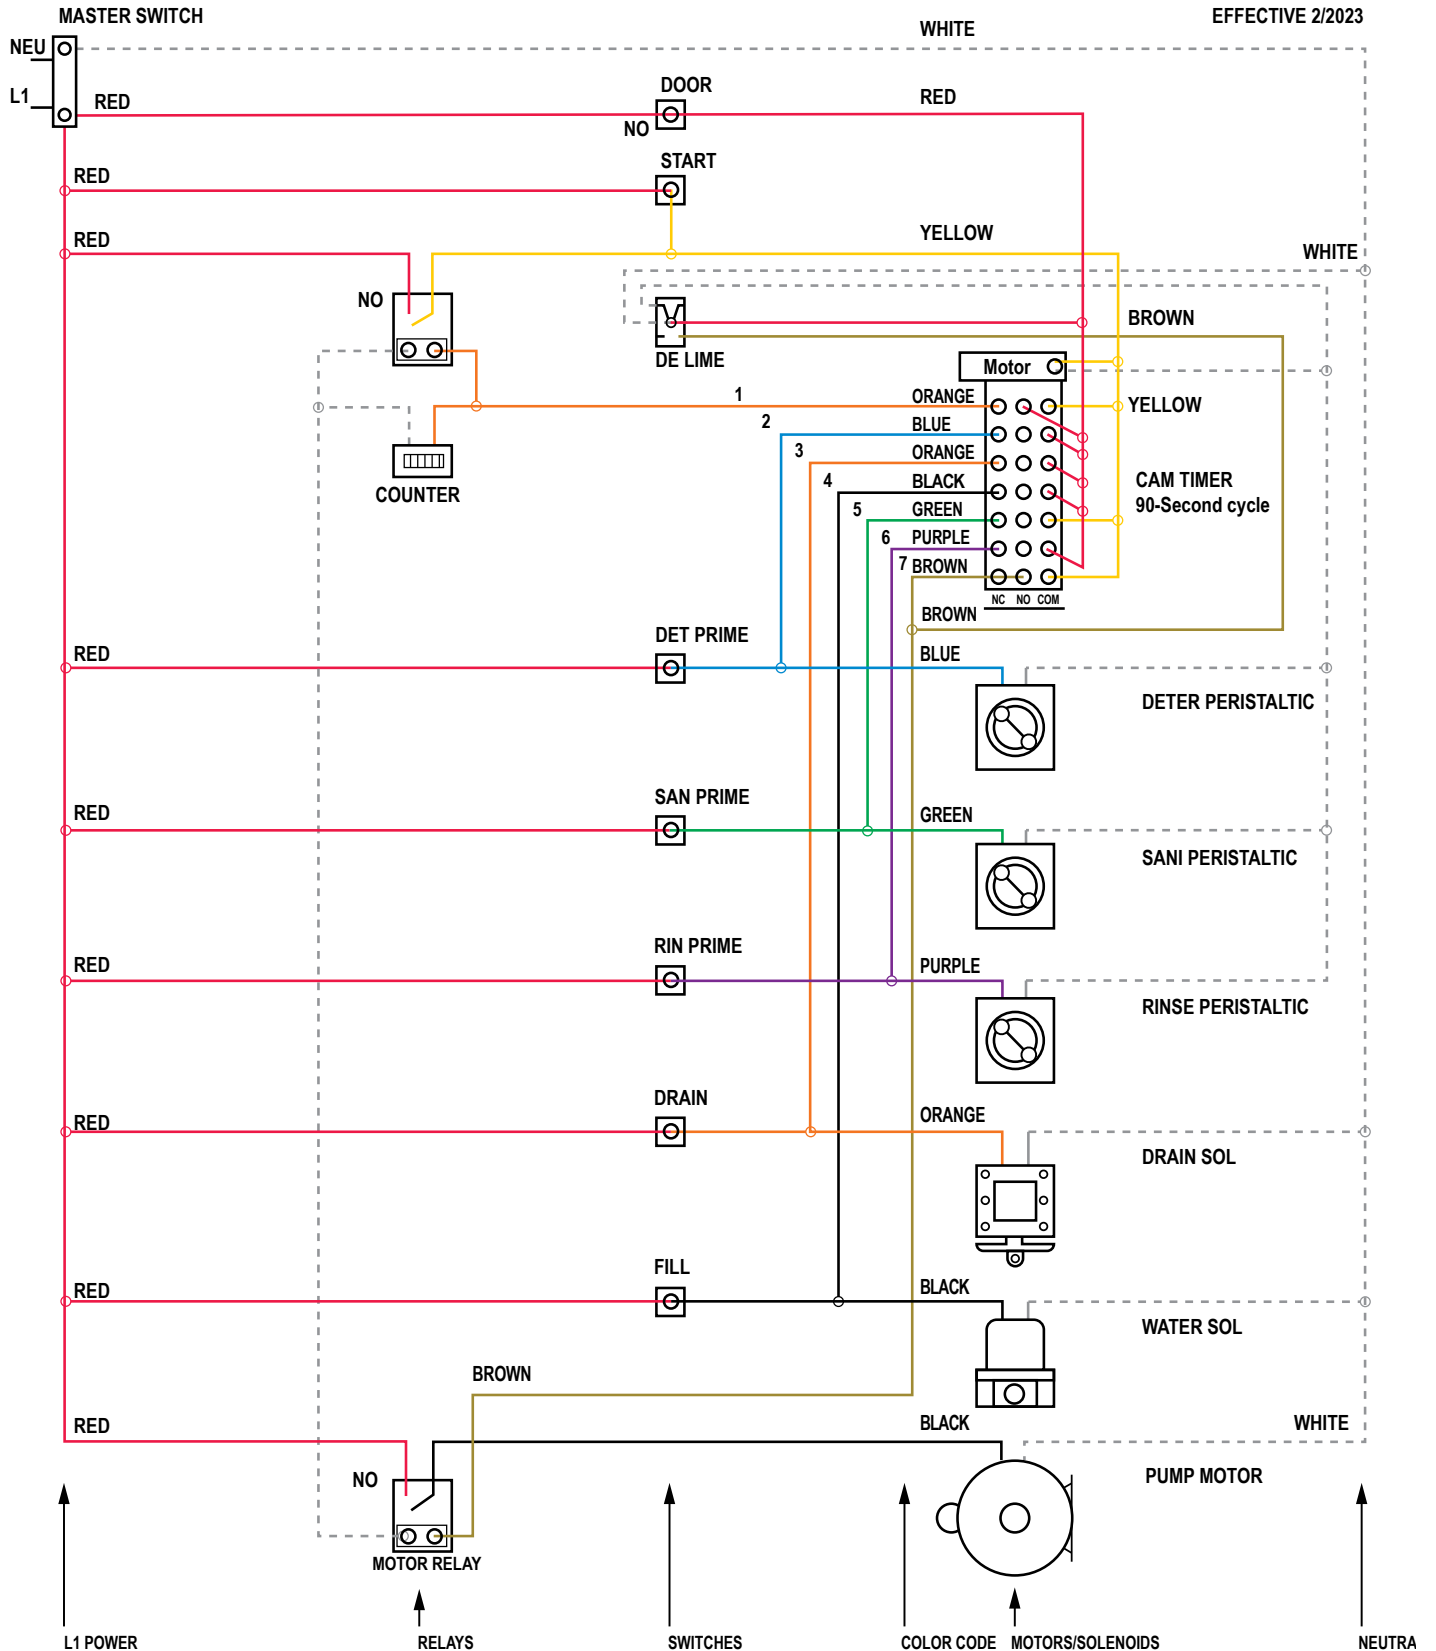 MASTER SWITCH
EFFECTIVE 2/2023
WHITE
NEU
L1
RED
DOOR
RED
NO
START
RED
RED
YELLOW
WHITE
NO
BROWN
DE LIME
Motor
1
ORANGE
YELLOW
2
BLUE
3
ORANGE
4
BLACK
CAM TIMER
90-Second cycle
COUNTER
5
GREEN
6
PURPLE
7
BROWN
NC NO COM
BROWN
DET PRIME
RED
BLUE
DETER PERISTALTIC
SAN PRIME
RED
GREEN
SANI PERISTALTIC
RIN PRIME
RED
PURPLE
RINSE PERISTALTIC
DRAIN
RED
ORANGE
DRAIN SOL
FILL
RED
BLACK
WATER SOL
BROWN
RED
BLACK
WHITE
NO
PUMP MOTOR
MOTOR RELAY
L1 POWER
RELAYS
SWITCHES
COLOR CODE
MOTORS/SOLENOIDS
NEUTRA